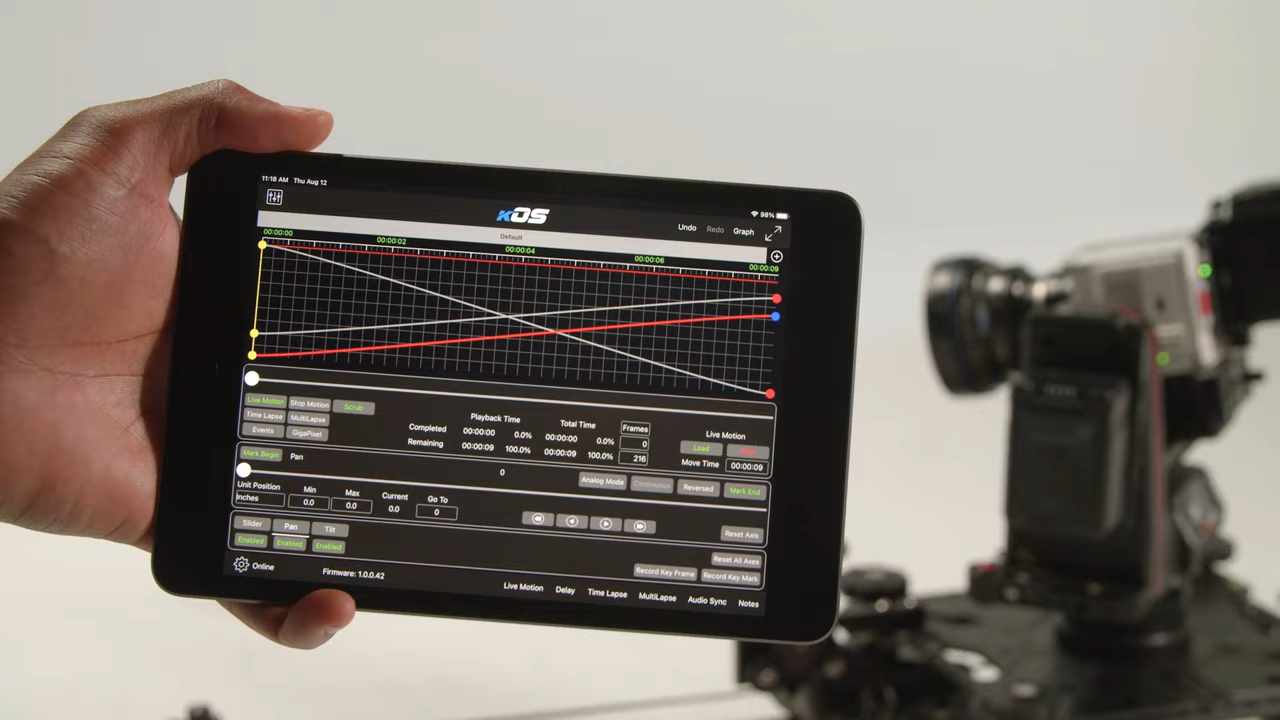 11:18 AM Thu Aug 12
98%
kOS
Undo Redo Graph
Default
00:00:00 00:00:02 00:00:04 00:00:06 00:00:09
Live Motion Stop Motion Scrub
Time Lapse MultiLapse
Events GigaPixel
Playback Time Total Time Frames
Completed 00:00:00 0.0% 00:00:00 0.0% 0
Remaining 00:00:09 100.0% 00:00:09 100.0% 216
Live Motion
Load
Move Time 00:00:09
Mark Begin Pan
0
Analog Mode Continuous Reversed Mark End
Unit Position Min Max Current Go To
Inches 0.0 0.0 0.0 0
Reset Axis
Slider Pan Tilt
Enabled Enabled Enabled
Reset All Axes
Record Key Frame Record Key Mark
Online Firmware: 1.0.0.42
Live Motion Delay Time Lapse MultiLapse Audio Sync Notes